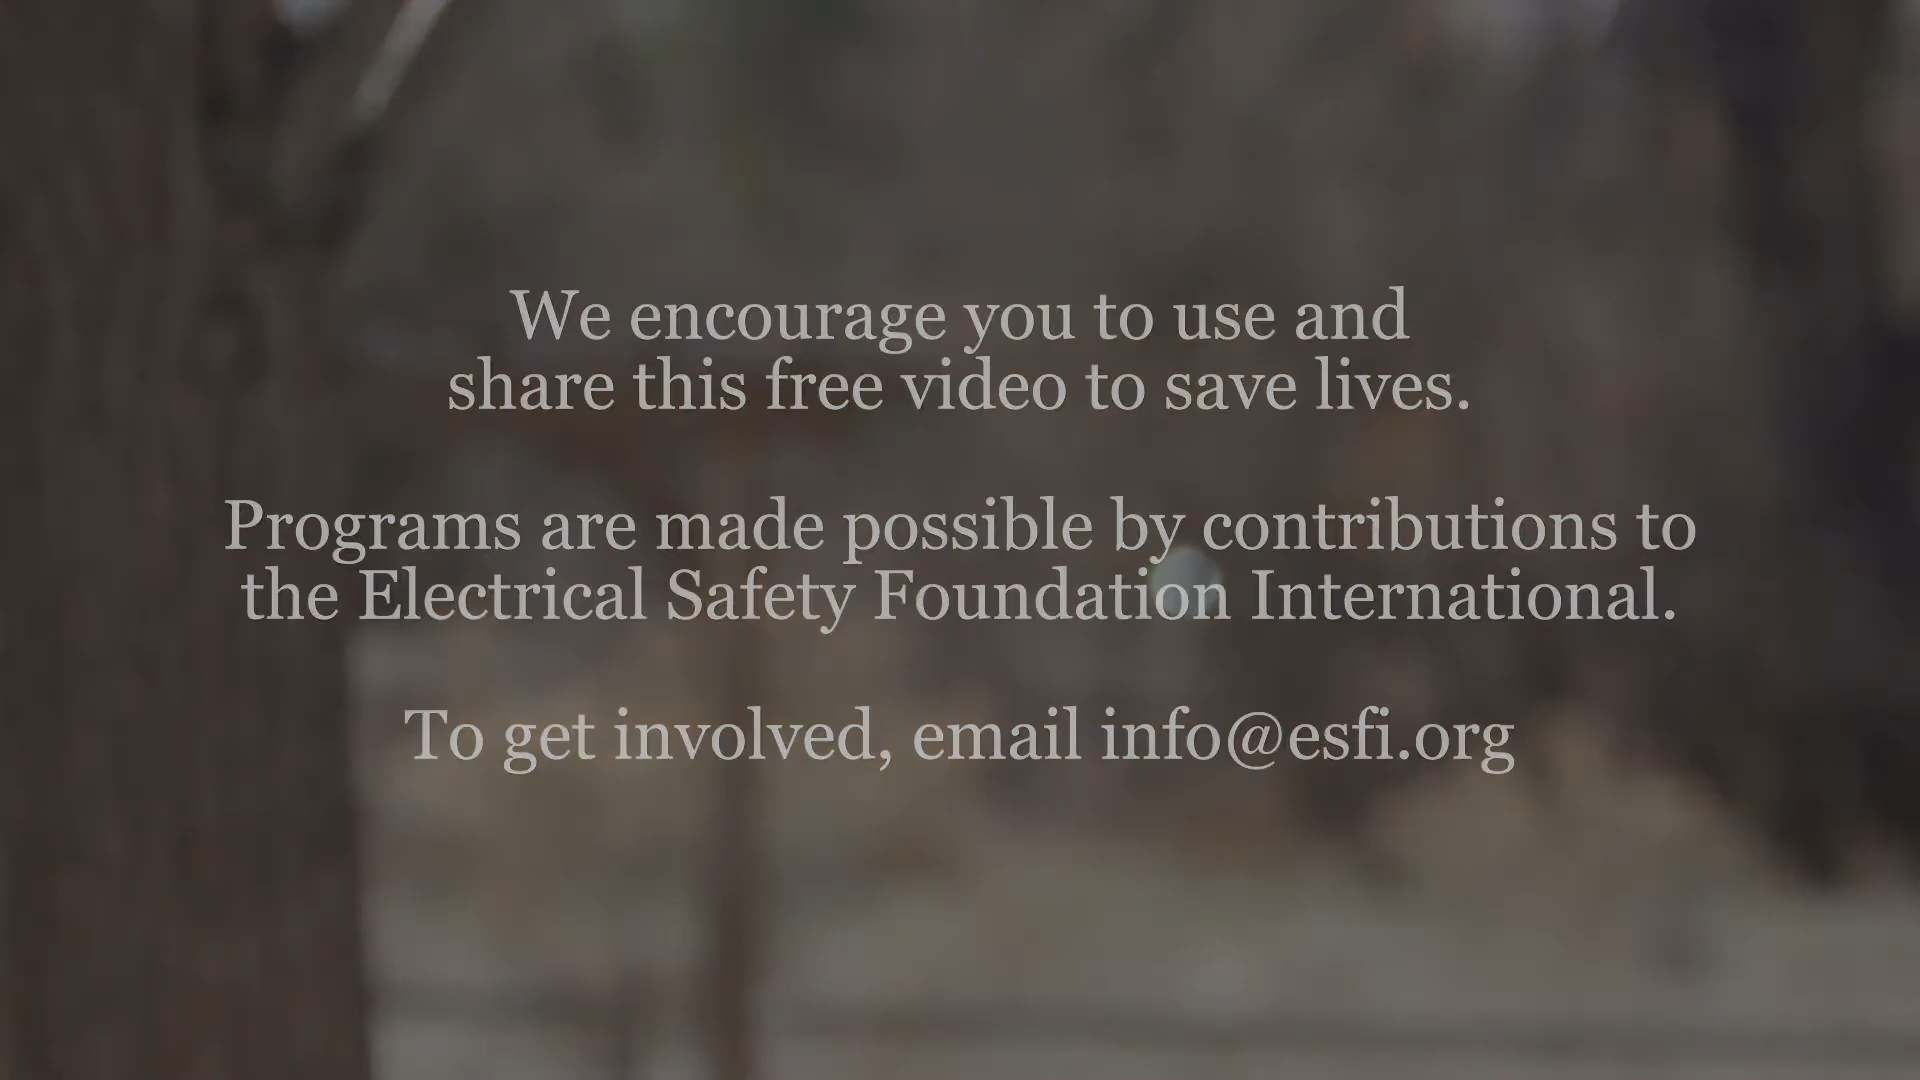 We encourage you to use and
share this free video to save lives.
Programs are made possible by contributions to
the Electrical Safety Foundation International.
To get involved, email info@esfi.org